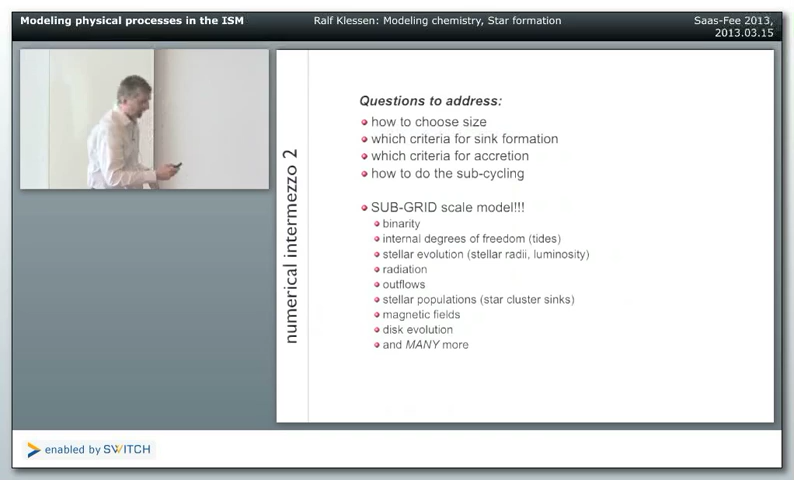 Modeling physical processes in the ISM
Ralf Klessen: Modeling chemistry, Star formation
Saas-Fee 2013,
2013.03.15
numerical intermezzo 2
Questions to address:
how to choose size
which criteria for sink formation
which criteria for accretion
how to do the sub-cycling
SUB-GRID scale model!!!
binarity
internal degrees of freedom (tides)
stellar evolution (stellar radii, luminosity)
radiation
outflows
stellar populations (star cluster sinks)
magnetic fields
disk evolution
and MANY more
enabled by SWITCH